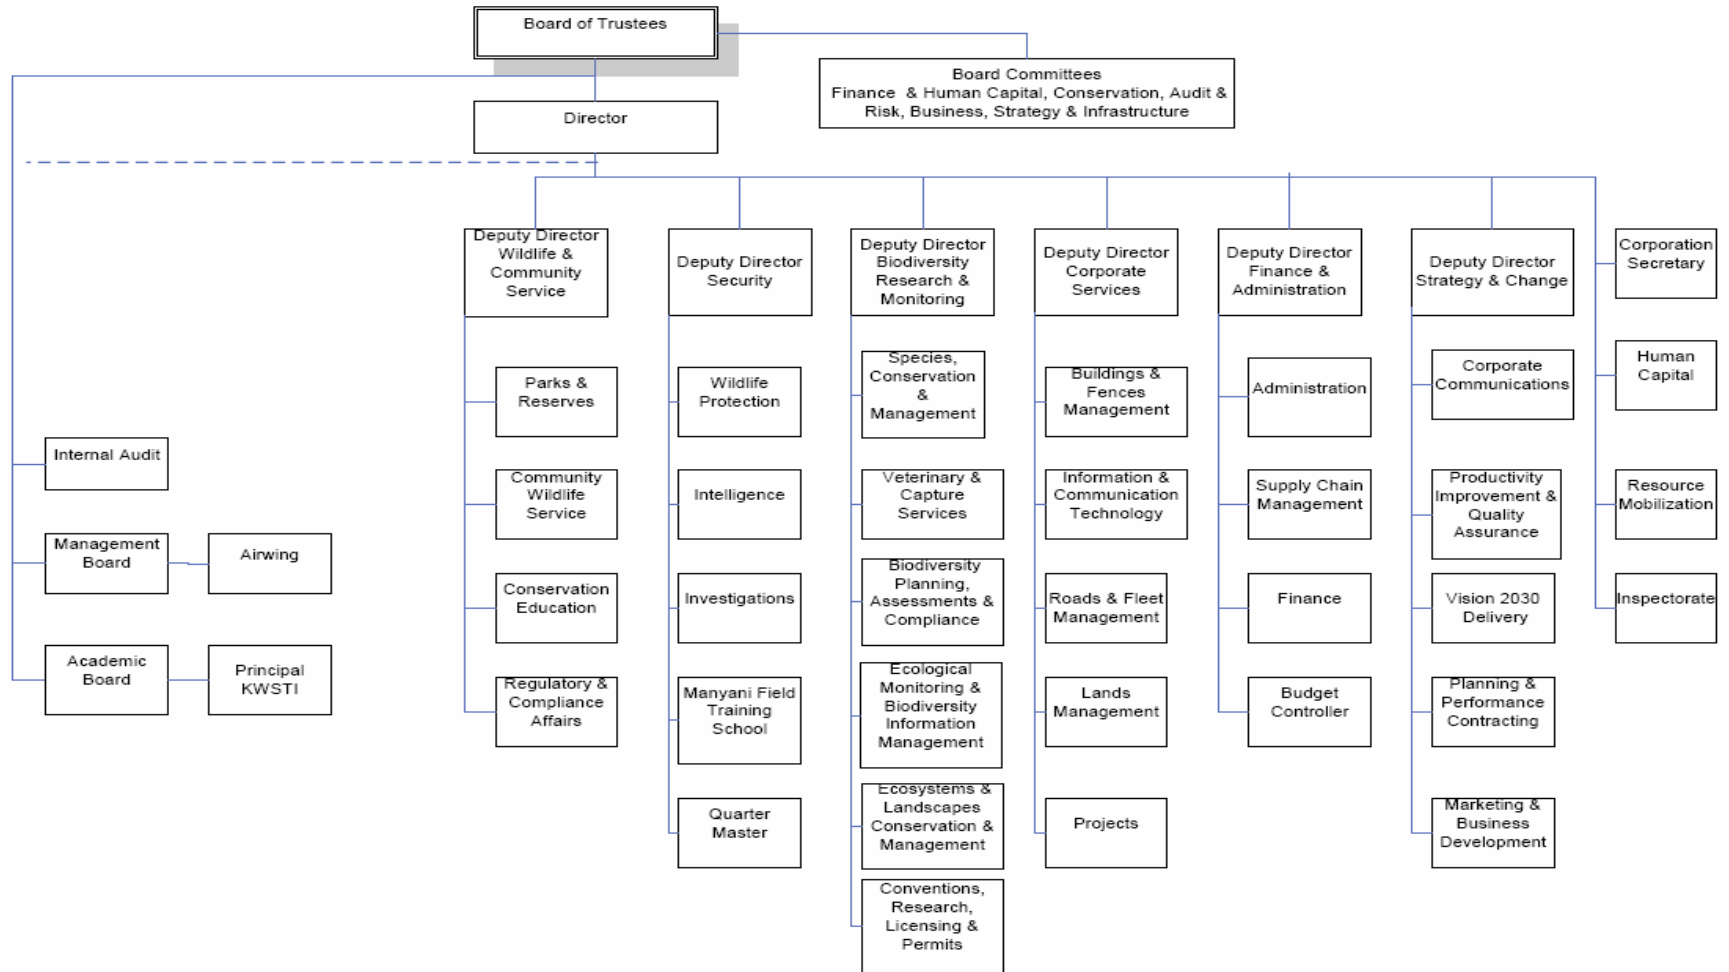 Board of Trustees
Board Committees
Finance & Human Capital, Conservation, Audit &
Risk, Business, Strategy & Infrastructure
Director
Deputy Director
Wildlife &
Community
Service
Deputy Director
Security
Deputy Director
Biodiversity
Research &
Monitoring
Deputy Director
Corporate
Services
Deputy Director
Finance &
Administration
Deputy Director
Strategy & Change
Corporation
Secretary
Parks &
Reserves
Wildlife
Protection
Species,
Conservation
&
Management
Buildings &
Fences
Management
Administration
Corporate
Communications
Human
Capital
Internal Audit
Community
Wildlife
Service
Intelligence
Veterinary &
Capture
Services
Information &
Communication
Technology
Supply Chain
Management
Productivity
Improvement &
Quality
Assurance
Resource
Mobilization
Management
Board
Airwing
Conservation
Education
Investigations
Biodiversity
Planning,
Assessments &
Compliance
Roads & Fleet
Management
Finance
Vision 2030
Delivery
Inspectorate
Academic
Board
Principal
KWSTI
Regulatory &
Compliance
Affairs
Manyani Field
Training
School
Ecological
Monitoring &
Biodiversity
Information
Management
Lands
Management
Budget
Controller
Planning &
Performance
Contracting
Quarter
Master
Ecosystems &
Landscapes
Conservation &
Management
Projects
Marketing &
Business
Development
Conventions,
Research,
Licensing &
Permits